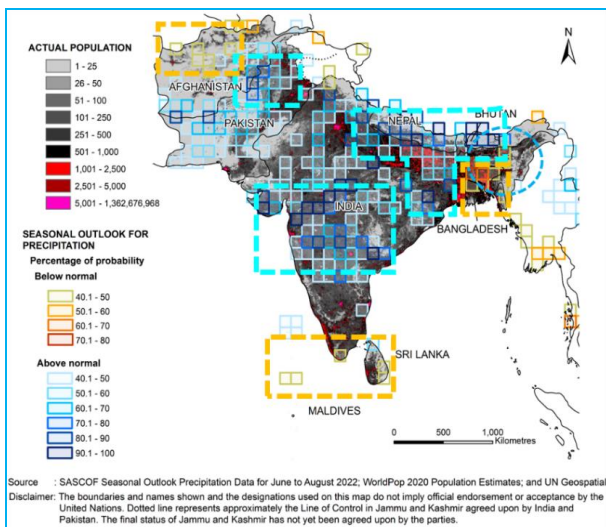 ACTUAL POPULATION
1 - 25
26 - 50
51 - 100
101 - 250
251 - 500
501 - 1,000
1,001 - 2,500
2,501 - 5,000
5,001 - 1,362,676,968
SEASONAL OUTLOOK FOR
PRECIPITATION
Percentage of probability
Below normal
40.1 - 50
50.1 - 60
60.1 - 70
70.1 - 80
Above normal
40.1 - 50
50.1 - 60
60.1 - 70
70.1 - 80
80.1 - 90
90.1 - 100
N
AFGHANISTAN
PAKISTAN
NEPAL
BHUTAN
INDIA
BANGLADESH
SRI LANKA
MALDIVES
0 500 1,000
Kilometres
Source : SASCOF Seasonal Outlook Precipitation Data for June to August 2022; WorldPop 2020 Population Estimates; and UN Geospatial
Disclaimer: The boundaries and names shown and the designations used on this map do not imply official endorsement or acceptance by the
United Nations. Dotted line represents approximately the Line of Control in Jammu and Kashmir agreed upon by India and
Pakistan. The final status of Jammu and Kashmir has not yet been agreed upon by the parties.